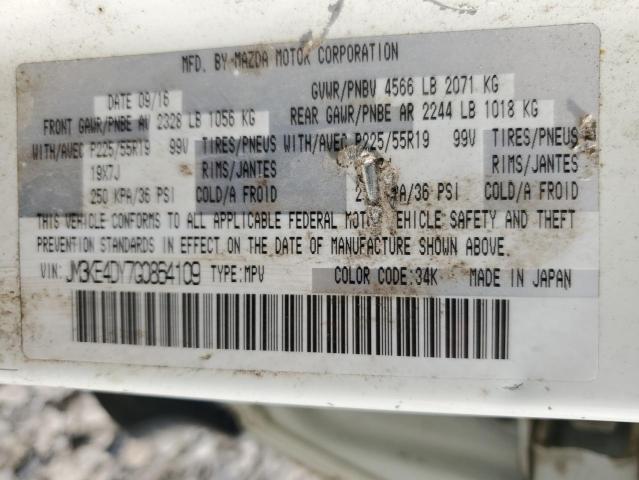 MFD. BY MAZDA MOTOR CORPORATION
DATE 09/16 GVWR/PNBV 4566 LB 2071 KG
FRONT GAWR/PNBE AV 2328 LB 1056 KG REAR GAWR/PNBE AR 2244 LB 1018 KG
WITH/AVEC P225/55R19 99V TIRES/PNEUS WITH/AVEC P225/55R19 99V TIRES/PNEUS
19X7J RIMS/JANTES RIMS/JANTES
250 KPA/36 PSI COLD/A FROID KPA/36 PSI COLD/A FROID
THIS VEHICLE CONFORMS TO ALL APPLICABLE FEDERAL MOTOR VEHICLE SAFETY AND THEFT
PREVENTION STANDARDS IN EFFECT ON THE DATE OF MANUFACTURE SHOWN ABOVE.
VIN: JM3KE4DY7G0864109 TYPE:MPV COLOR CODE:34K MADE IN JAPAN